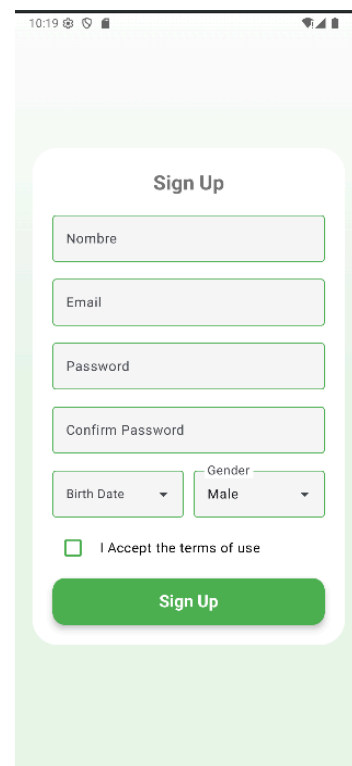 10:19
Sign Up
Nombre
Email
Password
Confirm Password
Gender
Birth Date Male
I Accept the terms of use
Sign Up